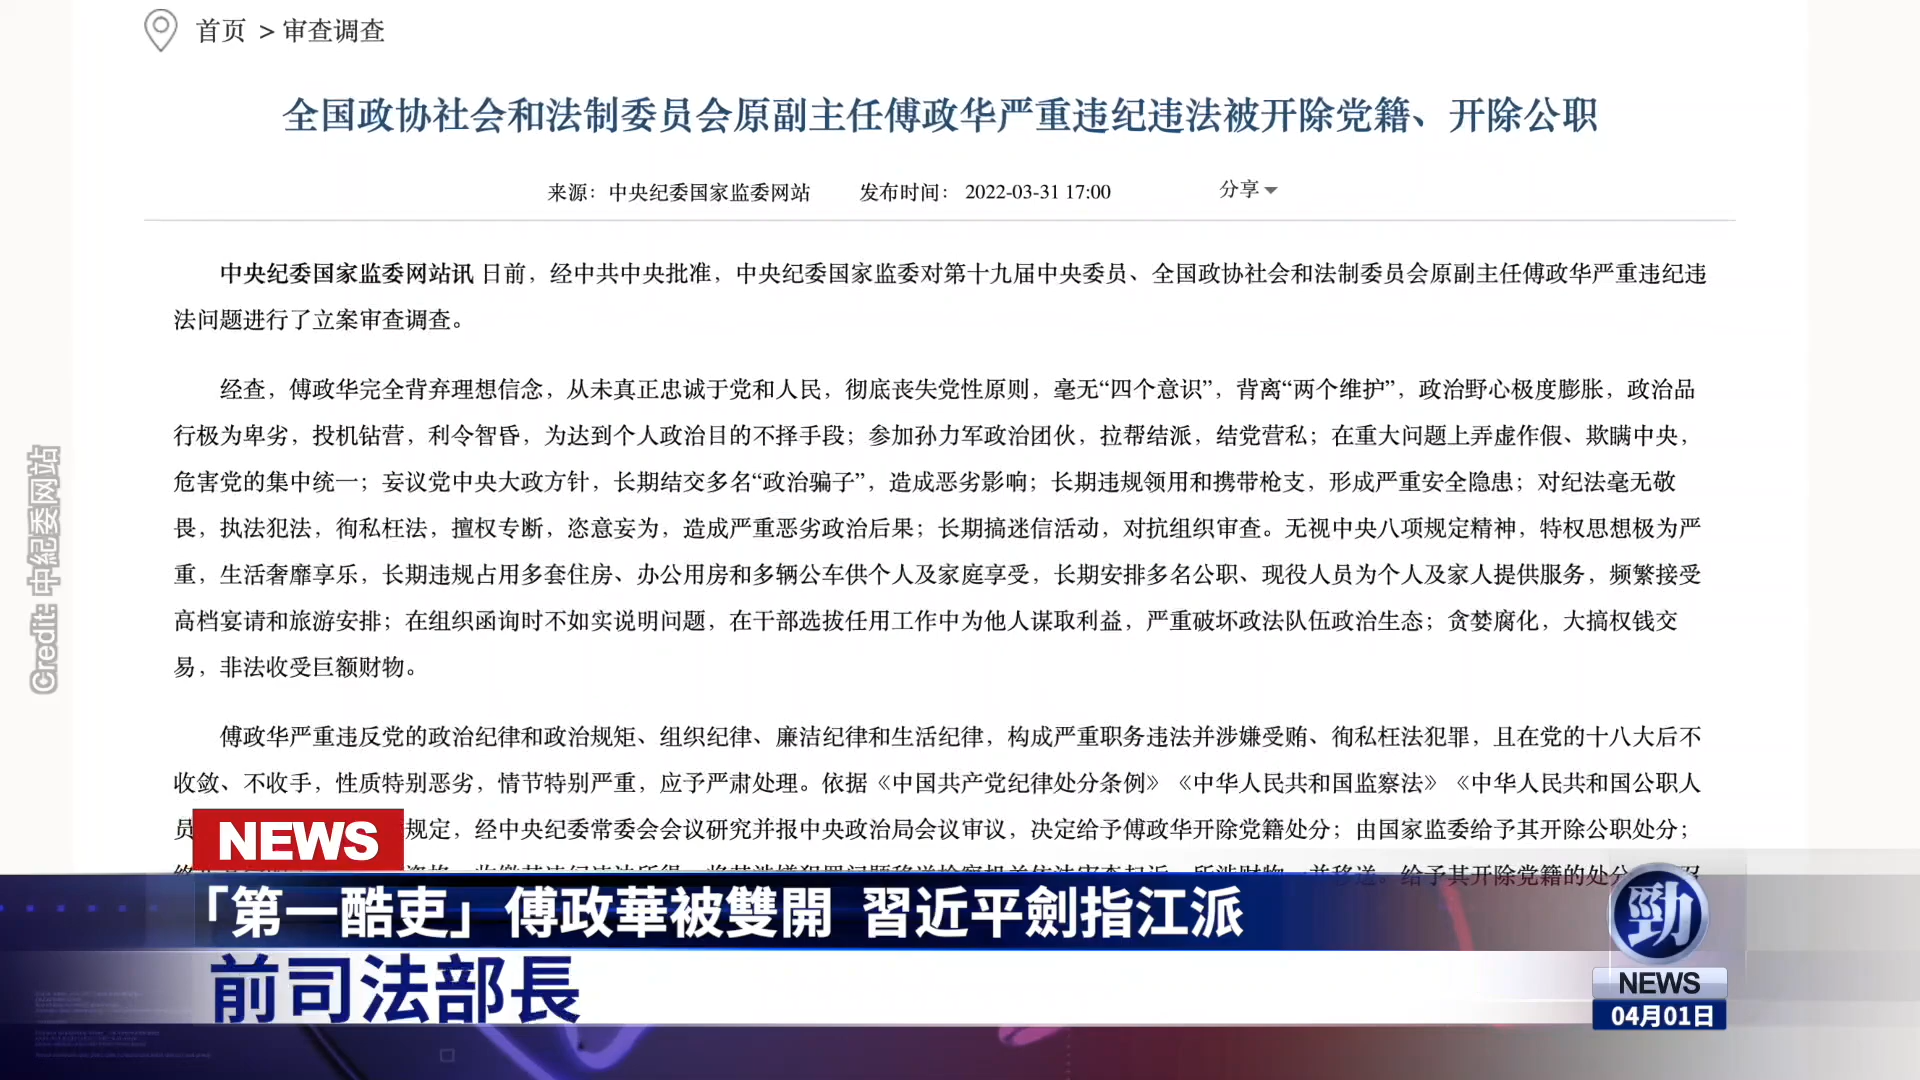 首页 > 审查调查
全国政协社会和法制委员会原副主任傅政华严重违纪违法被开除党籍、开除公职
来源：中央纪委国家监委网站 发布时间： 2022-03-31 17:00 分享
中央纪委国家监委网站讯 日前，经中共中央批准，中央纪委国家监委对第十九届中央委员、全国政协社会和法制委员会原副主任傅政华严重违纪违
法问题进行了立案审查调查。
经查，傅政华完全背弃理想信念，从未真正忠诚于党和人民，彻底丧失党性原则，毫无“四个意识”，背离“两个维护”，政治野心极度膨胀，政治品
行极为卑劣，投机钻营，利令智昏，为达到个人政治目的不择手段；参加孙力军政治团伙，拉帮结派，结党营私；在重大问题上弄虚作假、欺瞒中央，
危害党的集中统一；妄议党中央大政方针，长期结交多名“政治骗子”，造成恶劣影响；长期违规领用和携带枪支，形成严重安全隐患；对纪法毫无敬
畏，执法犯法，徇私枉法，擅权专断，恣意妄为，造成严重恶劣政治后果；长期搞迷信活动，对抗组织审查。无视中央八项规定精神，特权思想极为严
重，生活奢靡享乐，长期违规占用多套住房、办公用房和多辆公车供个人及家庭享受，长期安排多名公职、现役人员为个人及家人提供服务，频繁接受
高档宴请和旅游安排；在组织函询时不如实说明问题，在干部选拔任用工作中为他人谋取利益，严重破坏政法队伍政治生态；贪婪腐化，大搞权钱交
易，非法收受巨额财物。
傅政华严重违反党的政治纪律和政治规矩、组织纪律、廉洁纪律和生活纪律，构成严重职务违法并涉嫌受贿、徇私枉法犯罪，且在党的十八大后不
收敛、不收手，性质特别恶劣，情节特别严重，应予严肃处理。依据《中国共产党纪律处分条例》《中华人民共和国监察法》《中华人民共和国公职人
员 规定，经中央纪委常委会会议研究并报中央政治局会议审议，决定给予傅政华开除党籍处分；由国家监委给予其开除公职处分；
给予其开除党籍的处分
Credit: 中紀委网站
NEWS
「第一酷吏」傅政華被雙開 習近平劍指江派
前司法部長
勁
NEWS
04月01日